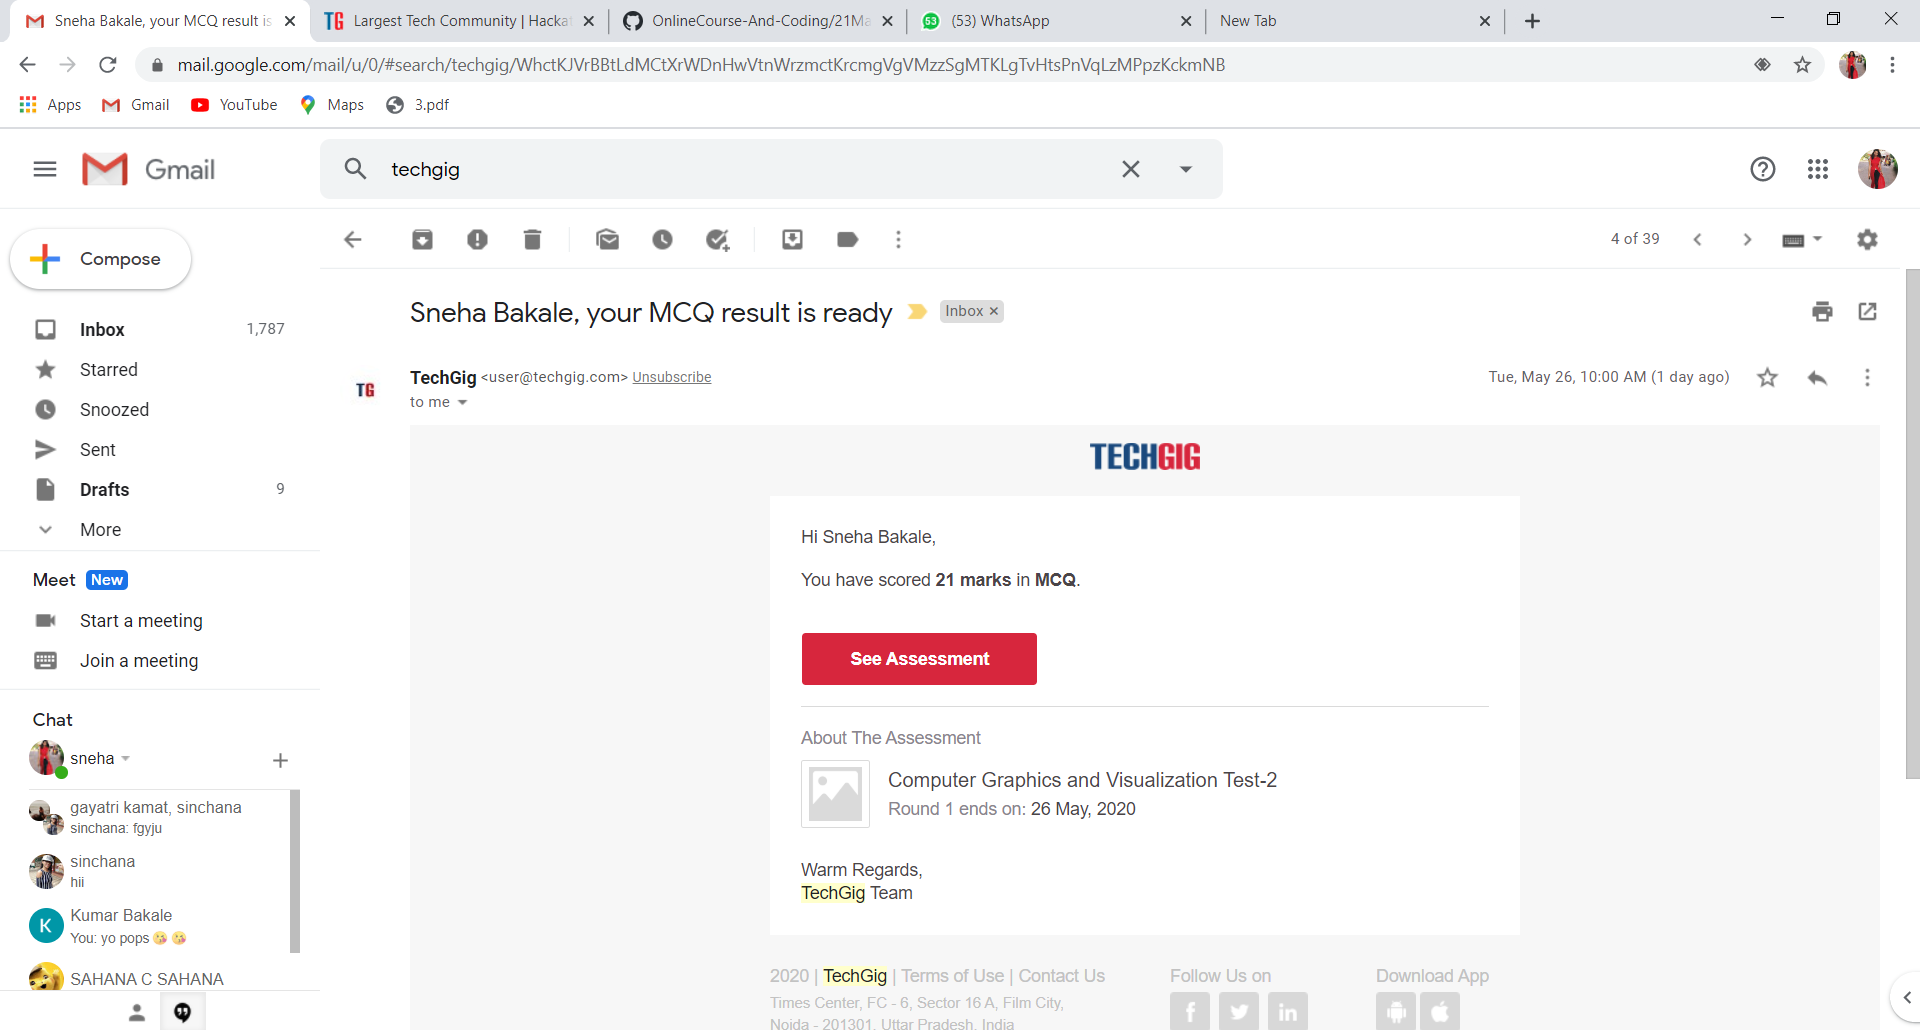 Sneha Bakale, your MCQ result is
Largest Tech Community | Hacka
OnlineCourse-And-Coding/21Ma
(53) WhatsApp
New Tab
mail.google.com/mail/u/0/#search/techgig/WhctKJVrBBtLdMCtXrWDnHwVtnWrzmctKrcmgVgVMzzSgMTKLgTvHtsPnVqLzMPpzKckmNB
Apps
Gmail
YouTube
Maps
3.pdf
Gmail
techgig
Compose
4 of 39
Inbox 1,787
Starred
Snoozed
Sent
Drafts 9
More
Meet New
Start a meeting
Join a meeting
Chat
sneha
gayatri kamat, sinchana
sinchana: fgyju
sinchana
hii
K
Kumar Bakale
You: yo pops
SAHANA C SAHANA
Sneha Bakale, your MCQ result is ready
Inbox
TG
TechGig <user@techgig.com> Unsubscribe
Tue, May 26, 10:00 AM (1 day ago)
to me
TECHGIG
Hi Sneha Bakale,
You have scored 21 marks in MCQ.
See Assessment
About The Assessment
Computer Graphics and Visualization Test-2
Round 1 ends on: 26 May, 2020
Warm Regards,
TechGig Team
2020 | TechGig | Terms of Use | Contact Us
Times Center, FC - 6, Sector 16 A, Film City,
Noida - 201301, Uttar Pradesh, India
Follow Us on
Download App